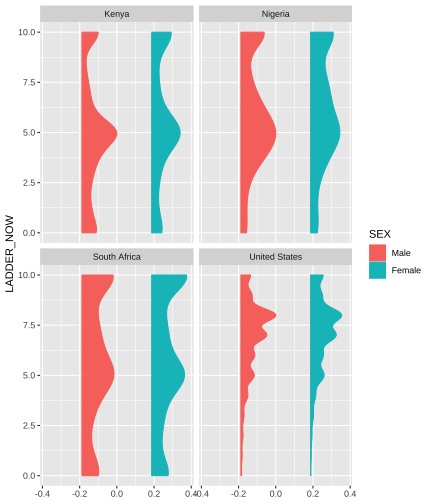 Kenya
Nigeria
10.0
7.5
5.0
2.5
0.0
South Africa
United States
10.0
7.5
5.0
2.5
0.0
-0.4
-0.2
0.0
0.2
0.4
-0.4
-0.2
0.0
0.2
0.4
LADDER_NOW
SEX
Male
Female